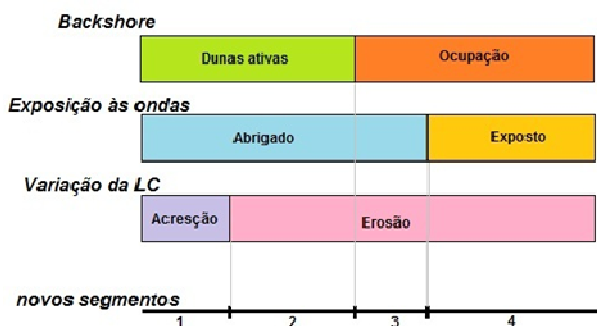 Backshore
Dunas ativas Ocupação
Exposição às ondas
Abrigado Exposto
Variação da LC
Acresção Erosão
novos segmentos
1 2 3 4